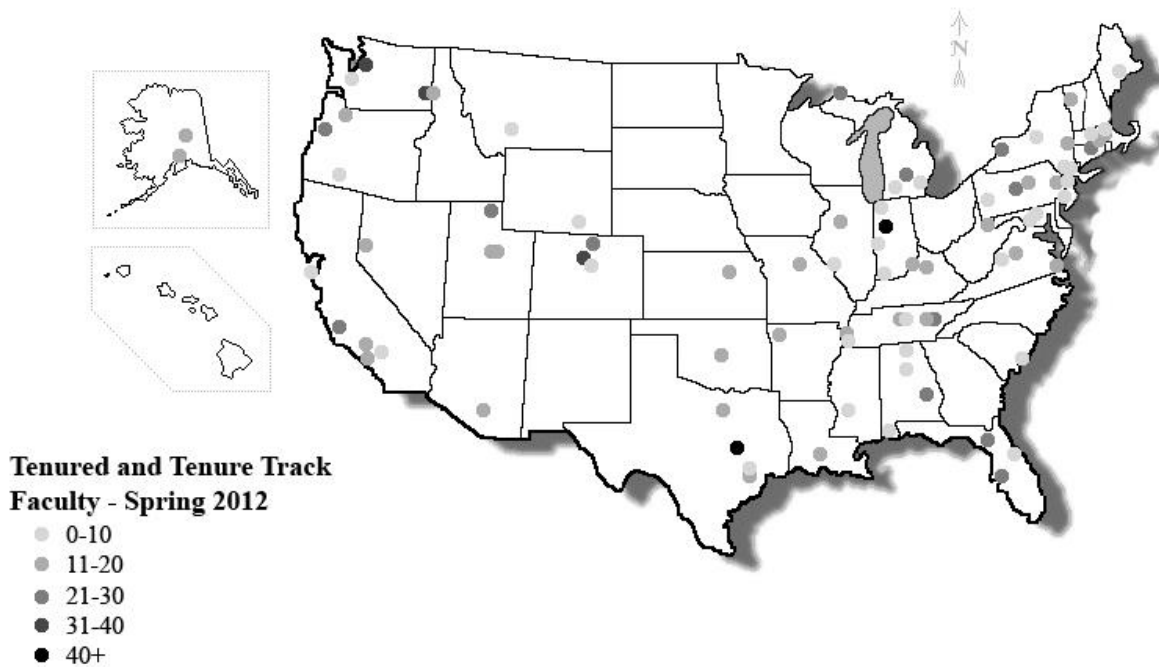 N
Tenured and Tenure Track
Faculty - Spring 2012
0-10
11-20
21-30
31-40
40+